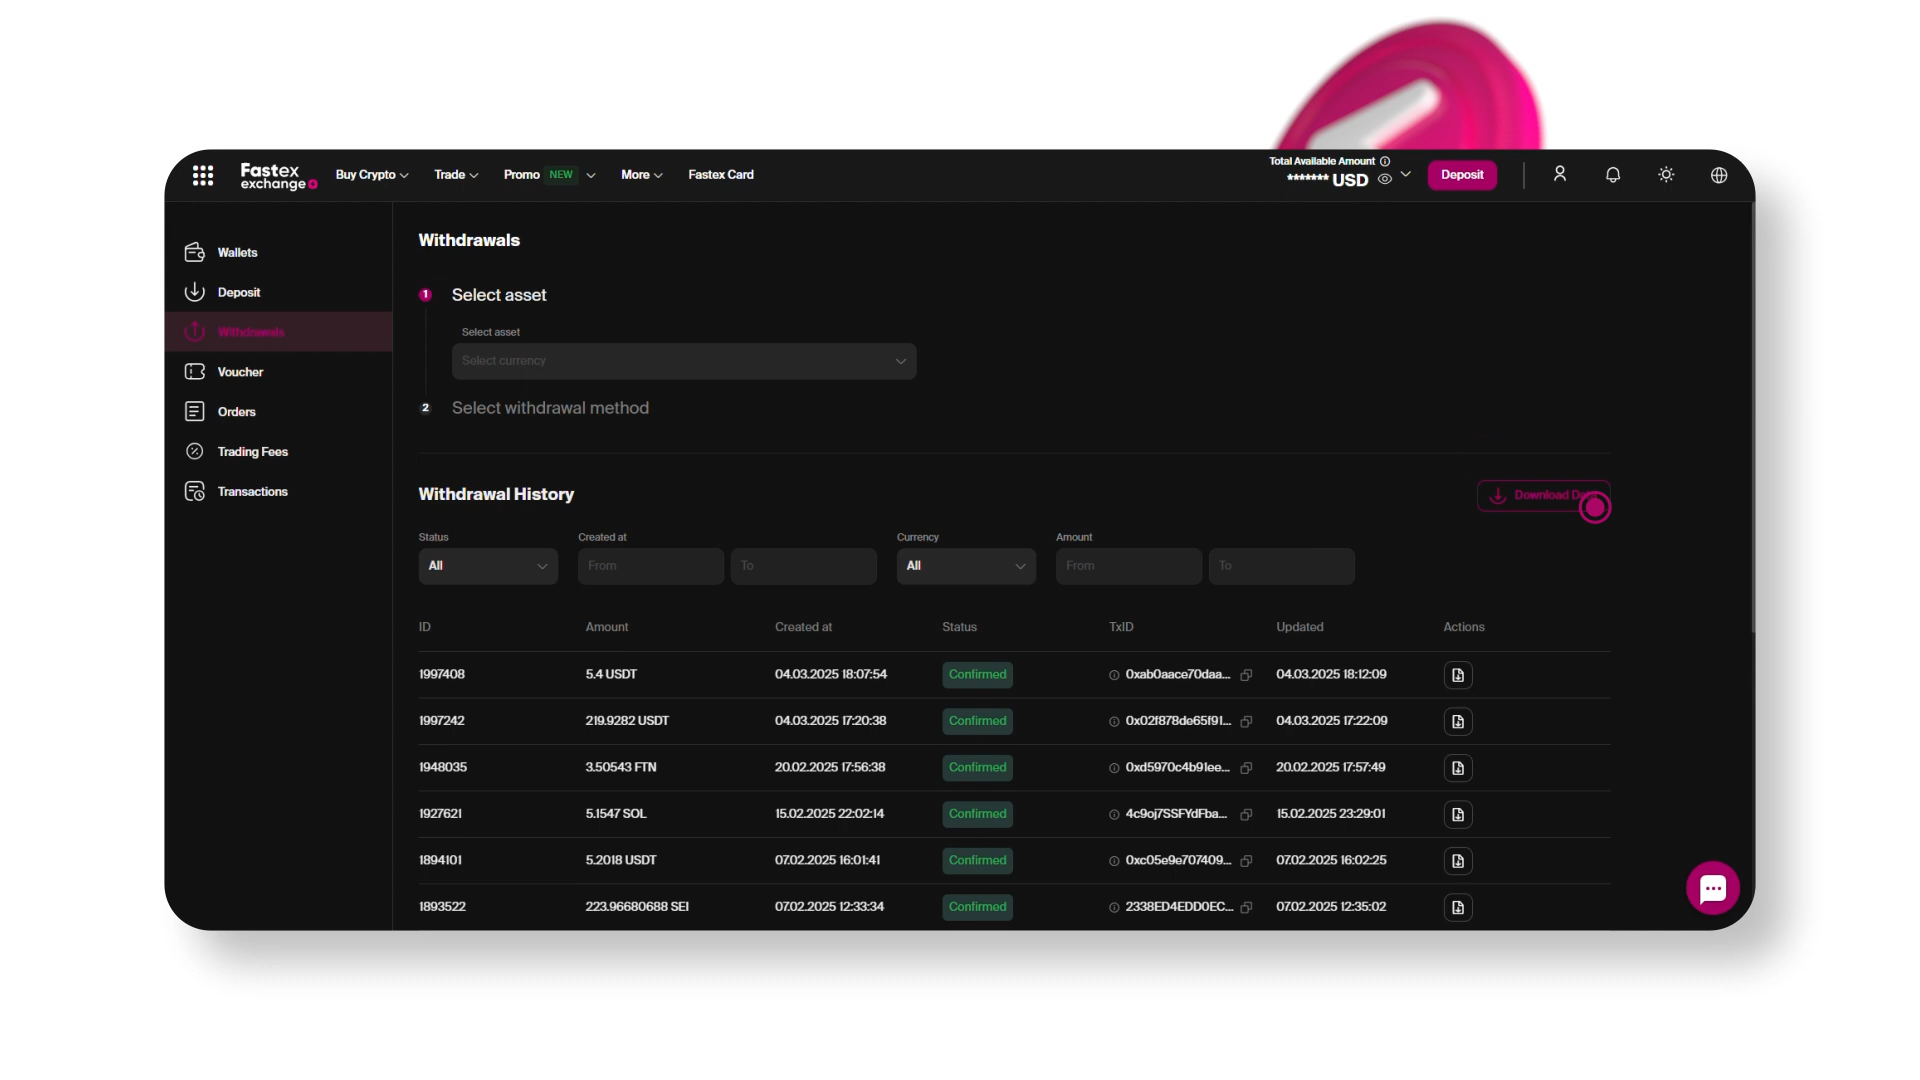 Fastex exchange
Buy Crypto
Trade
Promo NEW
More
Fastex Card
Total Available Amount
******* USD
Deposit
Wallets
Deposit
Withdrawals
Voucher
Orders
Trading Fees
Transactions
Withdrawals
1 Select asset
Select asset
Select currency
2 Select withdrawal method
Withdrawal History
Download
Status Created at Currency Amount
All From To All From To
ID Amount Created at Status TxID Updated Actions
1997408 5.4 USDT 04.03.2025 18:07:54 Confirmed 0xab0aace70daa... 04.03.2025 18:12:09
1997242 219.9282 USDT 04.03.2025 17:20:38 Confirmed 0x02f878de65f91... 04.03.2025 17:22:09
1948035 3.50543 FTN 20.02.2025 17:56:38 Confirmed 0xd5970c4b91ee... 20.02.2025 17:57:49
1927621 5.1547 SOL 15.02.2025 22:02:14 Confirmed 4c9oj7SSFYdFba... 15.02.2025 23:29:01
1894101 5.2018 USDT 07.02.2025 16:01:41 Confirmed 0xc05e9e707409... 07.02.2025 16:02:25
1893522 223.96680688 SEI 07.02.2025 12:33:34 Confirmed 2338ED4EDD0EC... 07.02.2025 12:35:02